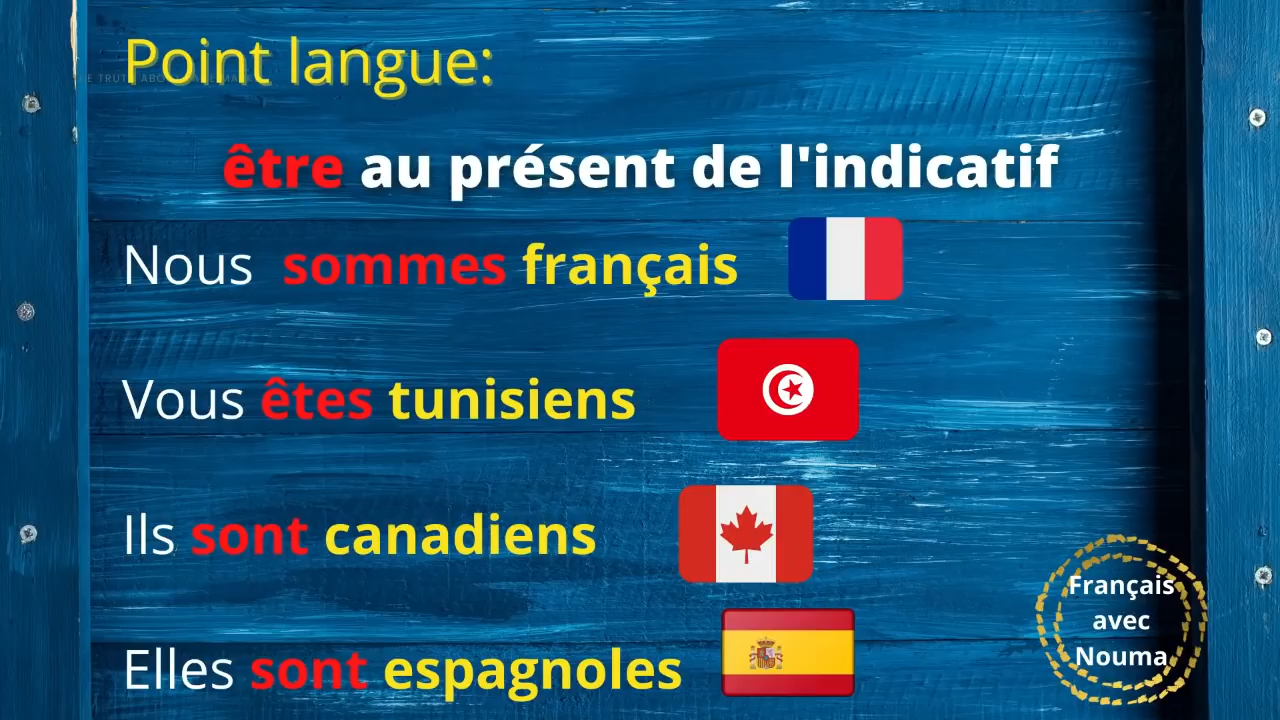 Point langue:
être au présent de l'indicatif
Nous sommes français
Vous êtes tunisiens
Ils sont canadiens
Elles sont espagnoles
Français
avec
Nouma